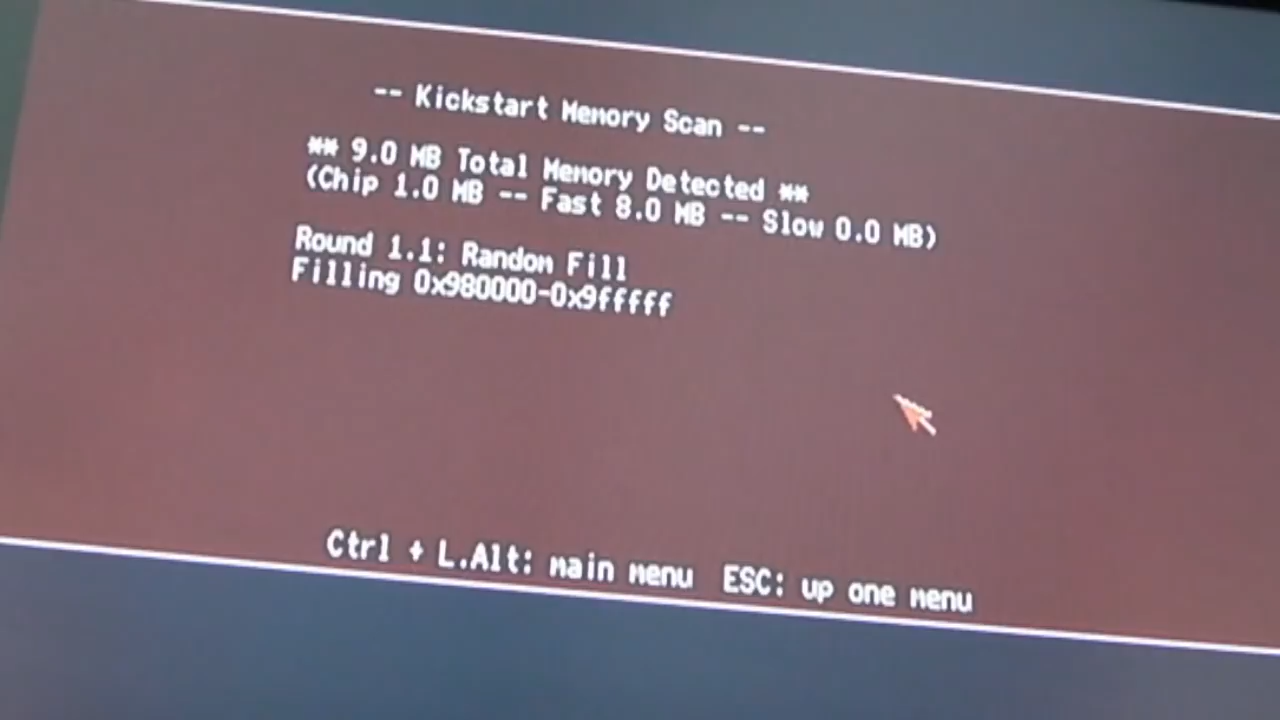 -- Kickstart Memory Scan --
** 9.0 MB Total Memory Detected **
(Chip 1.0 MB -- Fast 8.0 MB -- Slow 0.0 MB)
Round 1.1: Random Fill
Filling 0x980000-0x9fffff
Ctrl + L.Alt: main menu ESC: up one menu